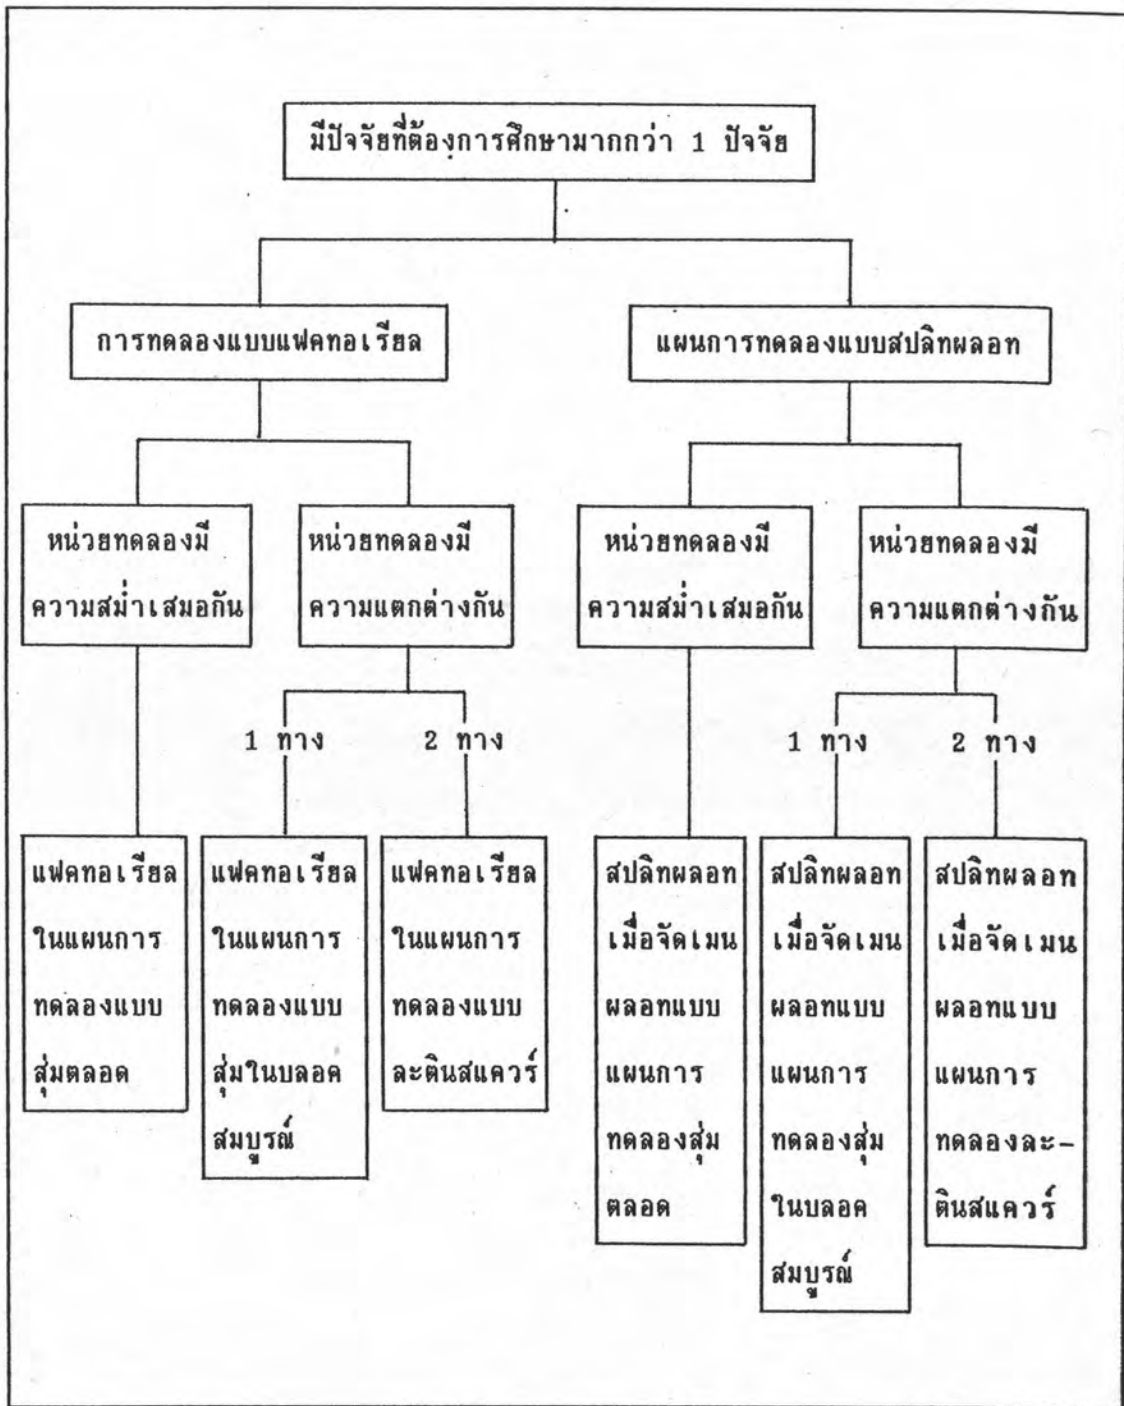 มีปัจจัยที่ต้องการศึกษามากกว่า 1 ปัจจัย
การทดลองแบบแฟคทอเรียล
แผนการทดลองแบบสปลิทผลอท
หน่วยทดลองมี
ความสม่ำเสมอกัน
หน่วยทดลองมี
ความแตกต่างกัน
หน่วยทดลองมี
ความสม่ำเสมอกัน
หน่วยทดลองมี
ความแตกต่างกัน
1 ทาง
2 ทาง
1 ทาง
2 ทาง
แฟคทอเรียล
ในแผนการ
ทดลองแบบ
สุ่มตลอด
แฟคทอเรียล
ในแผนการ
ทดลองแบบ
สุ่มในบลอค
สมบูรณ์
แฟคทอเรียล
ในแผนการ
ทดลองแบบ
ละตินสแควร์
สปลิทผลอท
เมื่อจัดเมน
ผลอทแบบ
แผนการ
ทดลองสุ่ม
ตลอด
สปลิทผลอท
เมื่อจัดเมน
ผลอทแบบ
แผนการ
ทดลองสุ่ม
ในบลอค
สมบูรณ์
สปลิทผลอท
เมื่อจัดเมน
ผลอทแบบ
แผนการ
ทดลองละ-
ตินสแควร์